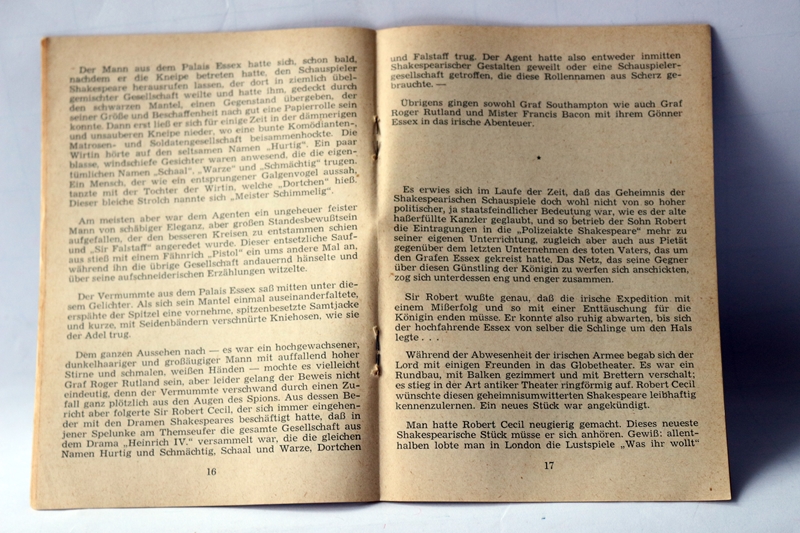 Der Mann aus dem Palais Essex hatte sich, schon bald,
nachdem er die Kneipe betreten hatte, den Schauspieler
Shakespeare herausrufen lassen, der dort in ziemlich übel-
gemischter Gesellschaft weilte und hatte ihm, gedeckt durch
den schwarzen Mantel, einen Gegenstand übergeben, der
seiner Größe und Beschaffenheit nach gut eine Papierrolle sein
konnte. Dann erst ließ er sich für einige Zeit in der dämmerigen
und unsauberen Kneipe nieder, wo eine bunte Komödianten-,
Matrosen- und Soldatengesellschaft beisammenhockte. Die
Wirtin hörte auf den seltsamen Namen „Hurtig". Ein paar
blasse, windschiefe Gesichter waren anwesend, die die eigen-
tümlichen Namen „Schaal", „Warze" und „Schmächtig" trugen.
Ein Mensch, der wie ein entsprungener Galgenvogel aussah,
tanzte mit der Tochter der Wirtin, welche „Dortchen" hieß.
Dieser bleiche Strolch nannte sich „Meister Schimmelig".
Am meisten aber war dem Agenten ein ungeheuer feister
Mann von schäbiger Eleganz, aber großen Standesbewußtsein
aufgefallen, der den besseren Kreisen zu entstammen schien
und „Sir Falstaff" angeredet wurde. Dieser entsetzliche Sauf-
aus stieß mit einem Fähnrich „Pistol" ein ums andere Mal an,
während ihn die übrige Gesellschaft andauernd hänselte und
über seine aufschneiderischen Erzählungen witzelte.
Der Vermummte aus dem Palais Essex saß mitten unter die-
sem Gelichter. Als sich sein Mantel einmal auseinanderfaltete,
erspähte der Spitzel eine vornehme, spitzenbesetzte Samtjacke
und kurze, mit Seidenbändern verschnürte Kniehosen, wie sie
der Adel trug.
Dem ganzen Aussehen nach — es war ein hochgewachsener,
dunkelhaariger und großäugiger Mann mit auffallend hoher
Stirne und schmalen, weißen Händen — mochte es vielleicht
Graf Roger Rutland sein, aber leider gelang der Beweis nicht
eindeutig, denn der Vermummte verschwand durch einen Zu-
fall ganz plötzlich aus den Augen des Spions. Aus dessen Be-
richt aber folgerte Sir Robert Cecil, der sich immer eingehen-
der mit den Dramen Shakespeares beschäftigt hatte, daß in
jener Spelunke am Themseufer die gesamte Gesellschaft aus
dem Drama „Heinrich IV." versammelt war, die die gleichen
Namen Hurtig und Schmächtig, Schaal und Warze, Dortchen
16
und Falstaff trug. Der Agent hatte also entweder inmitten
Shakespearischer Gestalten geweilt oder eine Schauspieler-
gesellschaft getroffen, die diese Rollennamen aus Scherz ge-
brauchte. —
Übrigens gingen sowohl Graf Southampton wie auch Graf
Roger Rutland und Mister Francis Bacon mit ihrem Gönner
Essex in das irische Abenteuer.
Es erwies sich im Laufe der Zeit, daß das Geheimnis der
Shakespearischen Schauspiele doch wohl nicht von so hoher
politischer, ja staatsfeindlicher Bedeutung war, wie es der alte
haßerfüllte Kanzler geglaubt, und so betrieb der Sohn Robert
die Eintragungen in die „Polizeiakte Shakespeare" mehr zu
seiner eigenen Unterrichtung, zugleich aber auch aus Pietät
gegenüber dem letzten Unternehmen des toten Vaters, das um
den Grafen Essex gekreist hatte. Das Netz, das seine Gegner
über diesen Günstling der Königin zu werfen sich anschickten,
zog sich unterdessen eng und enger zusammen.
Sir Robert wußte genau, daß die irische Expedition mit
einem Mißerfolg und so mit einer Enttäuschung für die
Königin enden müsse. Er konnte also ruhig abwarten, bis sich
der hochfahrende Essex von selber die Schlinge um den Hals
legte . . .
Während der Abwesenheit der irischen Armee begab sich der
Lord mit einigen Freunden in das Globetheater. Es war ein
Rundbau, mit Balken gezimmert und mit Brettern verschalt;
es stieg in der Art antiker Theater ringförmig auf. Robert Cecil
wünschte diesen geheimnisumwitterten Shakespeare leibhaftig
kennenzulernen. Ein neues Stück war angekündigt.
Man hatte Robert Cecil neugierig gemacht. Dieses neueste
Shakespearische Stück müsse er sich anhören. Gewiß: allent-
halben lobte man in London die Lustspiele „Was ihr wollt"
17